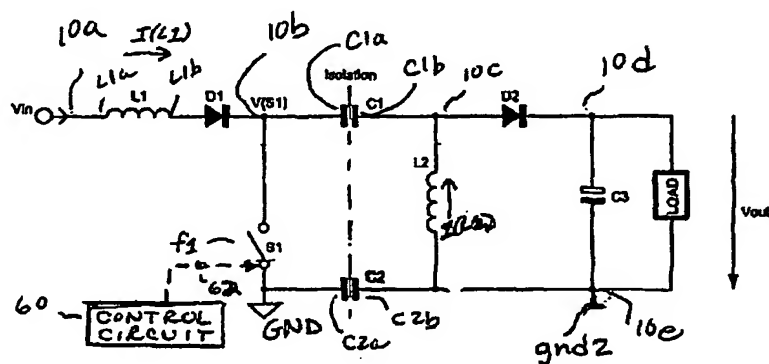 10a I(L1) 10b C1a
L1a L1b Isolation C1b 10c 10d
Vin L1 D1 V(S1) C1 D2
L2
I(L2) C3 LOAD Vout
f1 S1
62
60 CONTROL CIRCUIT
GND C2
C2a C2b gnd2 10e